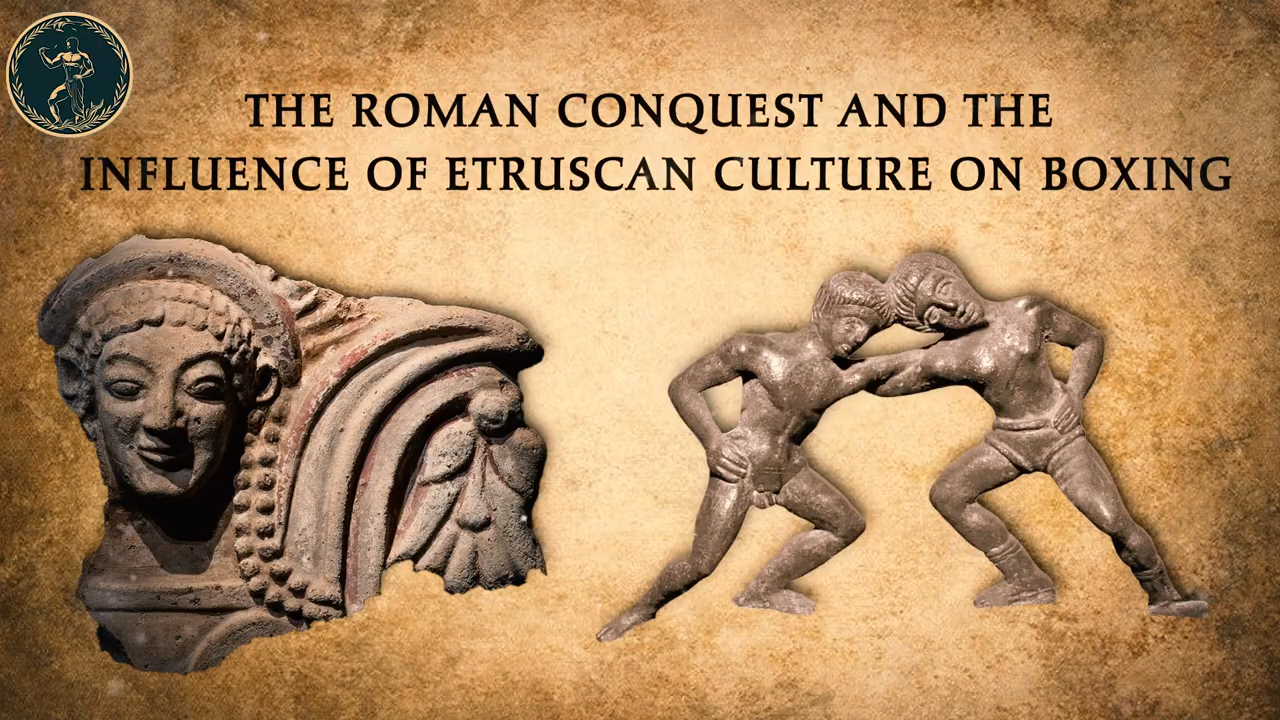 THE ROMAN CONQUEST AND THE
INFLUENCE OF ETRUSCAN CULTURE ON BOXING